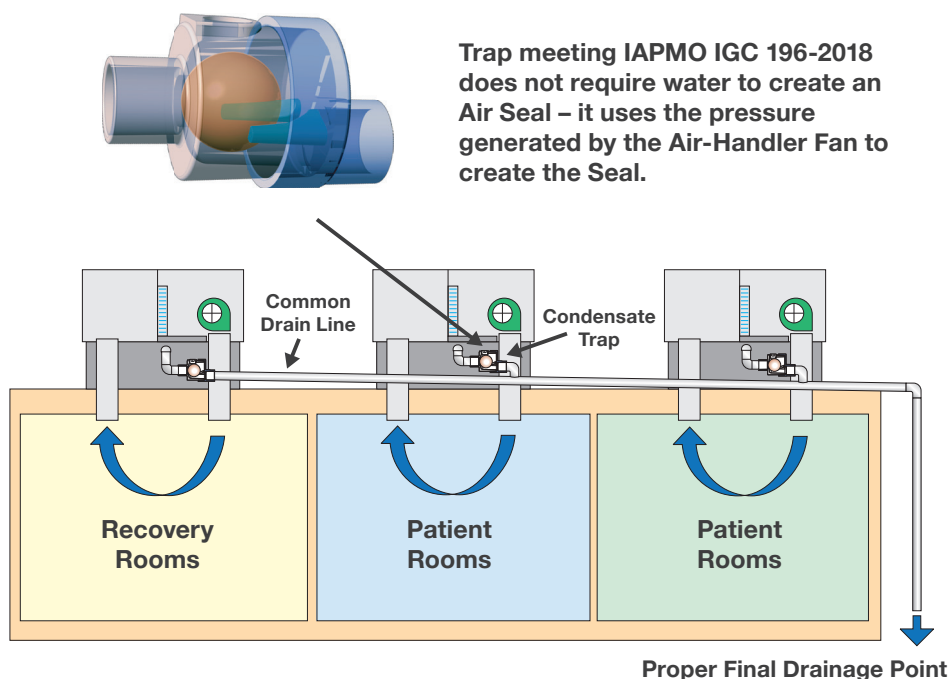 Trap meeting IAPMO IGC 196-2018
does not require water to create an
Air Seal – it uses the pressure
generated by the Air-Handler Fan to
create the Seal.
Common
Drain Line
Condensate
Trap
Recovery
Rooms
Patient
Rooms
Patient
Rooms
Proper Final Drainage Point